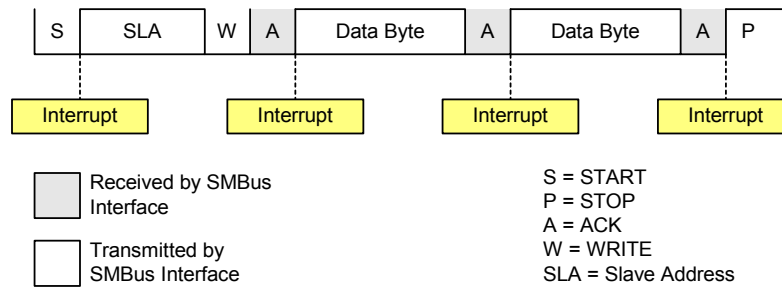 S SLA W A Data Byte A Data Byte A P
Interrupt Interrupt Interrupt Interrupt
Received by SMBus
Interface
Transmitted by
SMBus Interface
S = START
P = STOP
A = ACK
W = WRITE
SLA = Slave Address